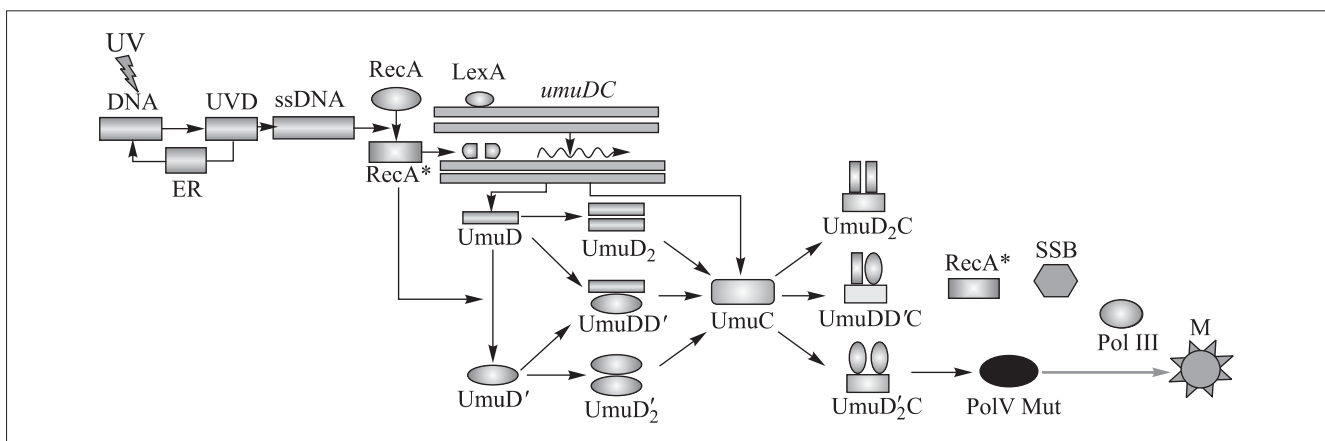 UV
DNA
UVD
ssDNA
RecA
LexA
umuDC
ER
RecA*
UmuD
UmuD₂
UmuD₂C
UmuDD′
UmuC
UmuDD′C
RecA*
SSB
Pol III
M
UmuD′
UmuD′₂
UmuD′₂C
PolV Mut